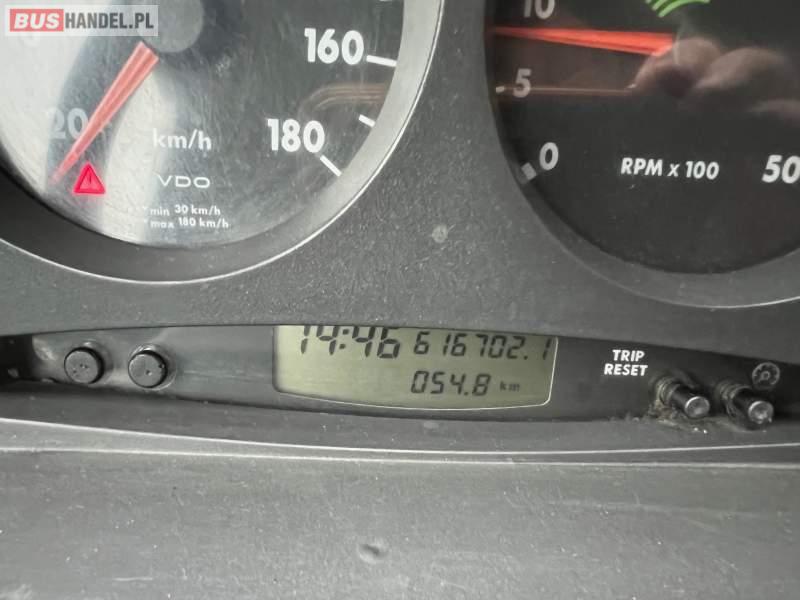 BUSHANDEL.PL
160
180
20
km/h
VDO
min 30 km/h
max 180 km/h
10
5
0
RPM x 100
50
14:46 616702.1
054.8 km
TRIP
RESET